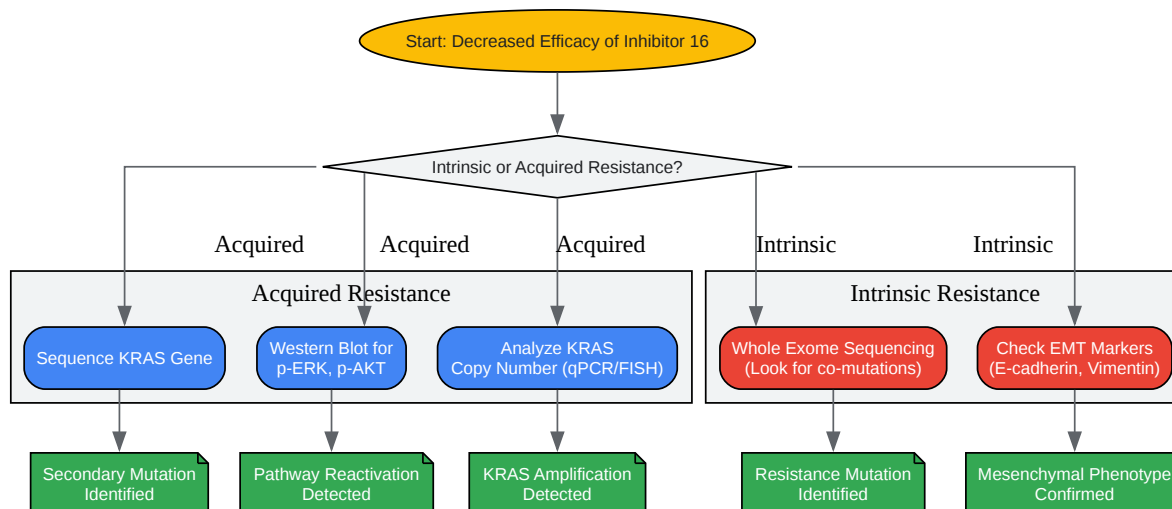 Start: Decreased Efficacy of Inhibitor 16
Intrinsic or Acquired Resistance?
Acquired
Acquired
Acquired
Intrinsic
Intrinsic
Acquired Resistance
Intrinsic Resistance
Sequence KRAS Gene
Western Blot for
p-ERK, p-AKT
Analyze KRAS
Copy Number (qPCR/FISH)
Whole Exome Sequencing
(Look for co-mutations)
Check EMT Markers
(E-cadherin, Vimentin)
Secondary Mutation
Identified
Pathway Reactivation
Detected
KRAS Amplification
Detected
Resistance Mutation
Identified
Mesenchymal Phenotype
Confirmed